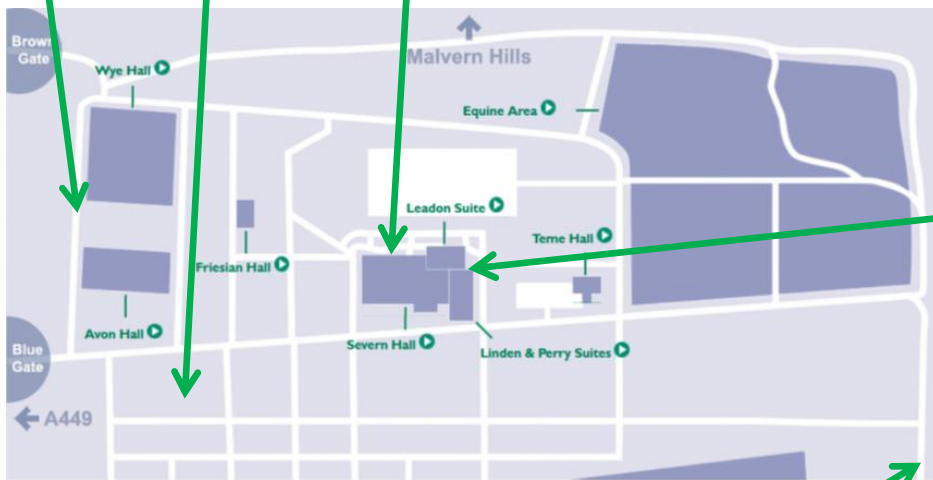 Brown
Gate
Malvern Hills
Wye Hall
Equine Area
Leadon Suite
Teme Hall
Friesian Hall
Avon Hall
Severn Hall
Linden & Perry Suites
Blue
Gate
A449